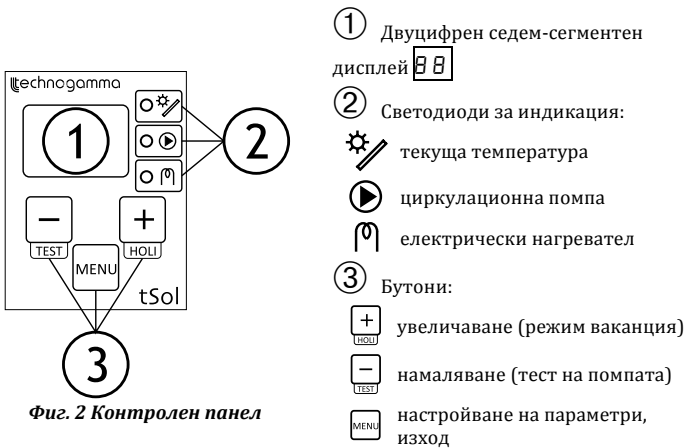 technogamma
1
2
−
+
TEST
HOLI
MENU
tSol
3
Фиг. 2 Контролен панел
1 Двуцифрен седем-сегментен
дисплей 88
2 Светодиоди за индикация:
текуща температура
циркулационна помпа
електрически нагревател
3 Бутони:
+ HOLI увеличаване (режим ваканция)
− TEST намаляване (тест на помпата)
MENU настройване на параметри,
изход